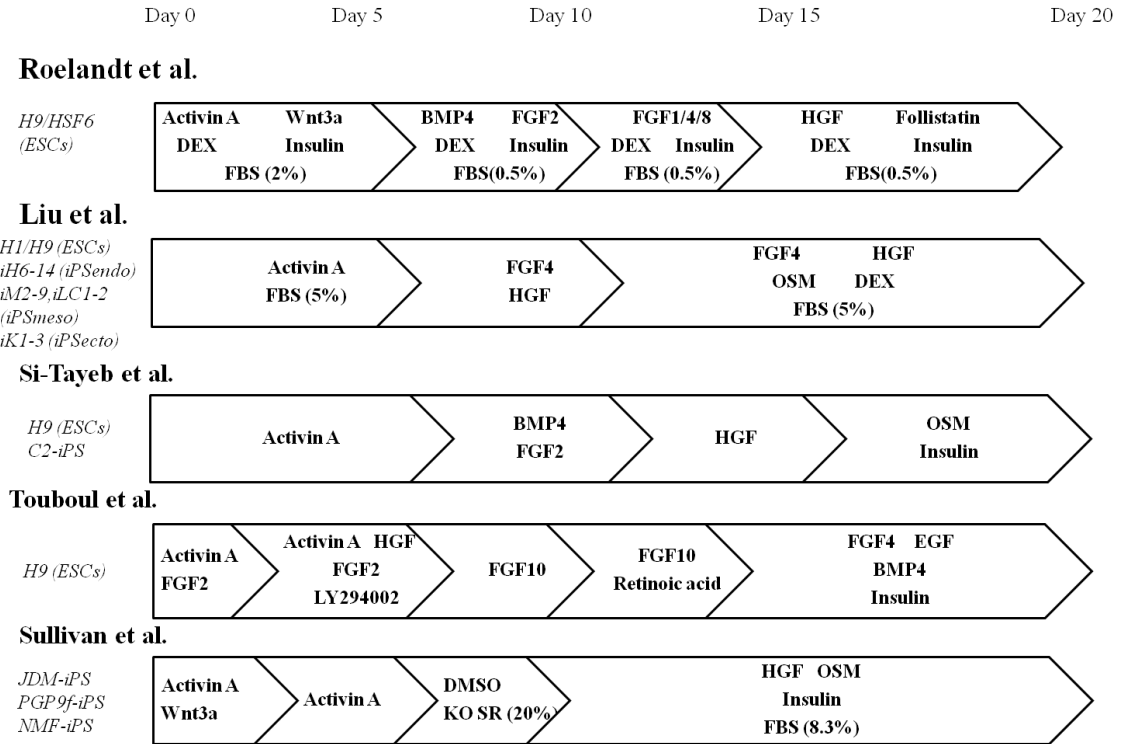 Day 0 Day 5 Day 10 Day 15 Day 20
Roelandt et al.
H9/HSF6
(ESCs)
Activin A Wnt3a
DEX Insulin
FBS (2%)
BMP4 FGF2
DEX Insulin
FBS(0.5%)
FGF1/4/8
DEX Insulin
FBS (0.5%)
HGF Follistatin
DEX Insulin
FBS(0.5%)
Liu et al.
H1/H9 (ESCs)
iH6-14 (iPSendo)
iM2-9,iLC1-2
(iPSmeso)
iK1-3 (iPSecto)
Activin A
FBS (5%)
FGF4
HGF
FGF4 HGF
OSM DEX
FBS (5%)
Si-Tayeb et al.
H9 (ESCs)
C2-iPS
Activin A
BMP4
FGF2
HGF
OSM
Insulin
Touboul et al.
H9 (ESCs)
Activin A
FGF2
Activin A HGF
FGF2
LY294002
FGF10
FGF10
Retinoic acid
FGF4 EGF
BMP4
Insulin
Sullivan et al.
JDM-iPS
PGP9f-iPS
NMF-iPS
Activin A
Wnt3a
Activin A
DMSO
KO SR (20%)
HGF OSM
Insulin
FBS (8.3%)